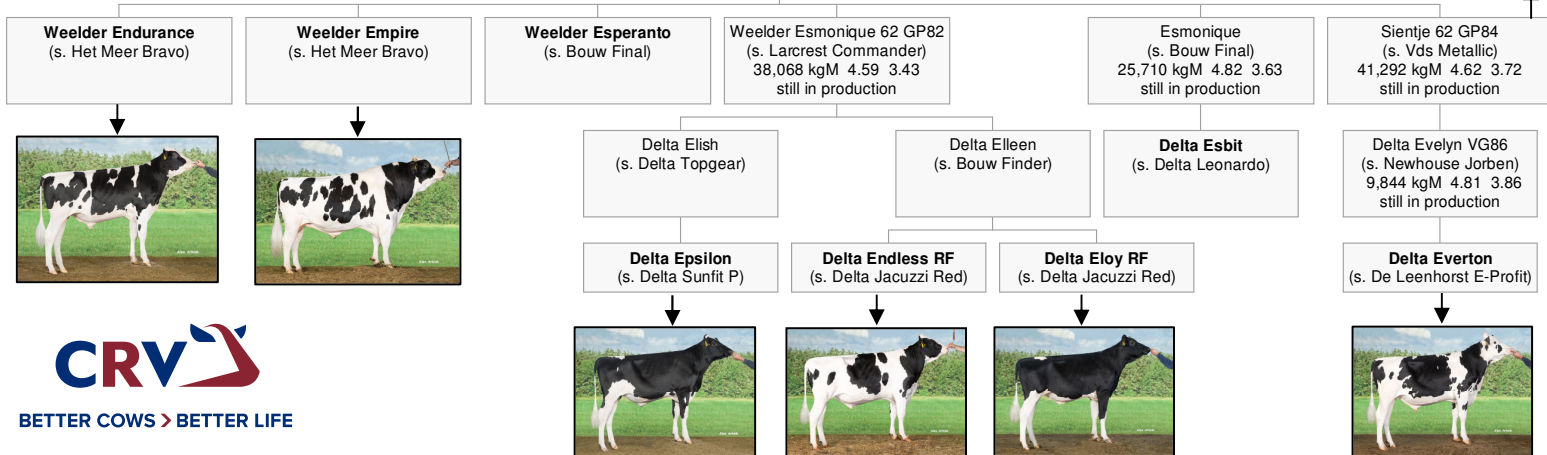 Weelder Endurance
(s. Het Meer Bravo)
Weelder Empire
(s. Het Meer Bravo)
Weelder Esperanto
(s. Bouw Final)
Weelder Esmonique 62 GP82
(s. Larcrest Commander)
38,068 kgM 4.59 3.43
still in production
Esmonique
(s. Bouw Final)
25,710 kgM 4.82 3.63
still in production
Sientje 62 GP84
(s. Vds Metallic)
41,292 kgM 4.62 3.72
still in production
Delta Elish
(s. Delta Topgear)
Delta Elleen
(s. Bouw Finder)
Delta Esbit
(s. Delta Leonardo)
Delta Evelyn VG86
(s. Newhouse Jorben)
9,844 kgM 4.81 3.86
still in production
Delta Epsilon
(s. Delta Sunfit P)
Delta Endless RF
(s. Delta Jacuzzi Red)
Delta Eloy RF
(s. Delta Jacuzzi Red)
Delta Everton
(s. De Leenhorst E-Profit)
CRV
BETTER COWS > BETTER LIFE